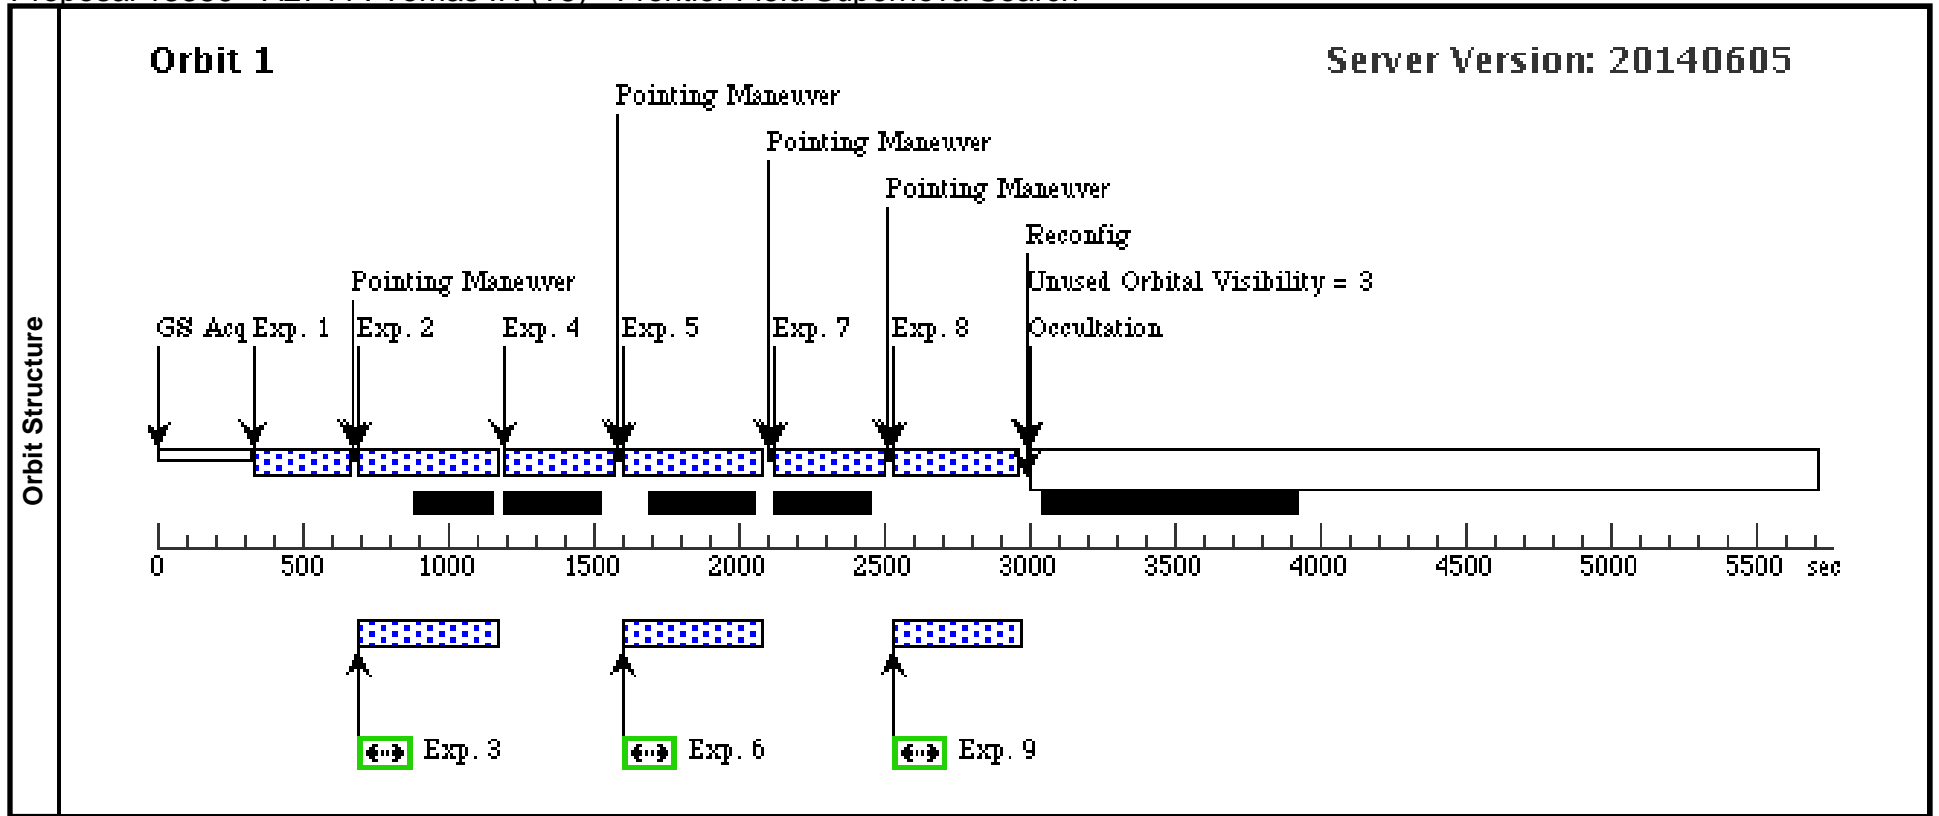 Orbit Structure
Orbit 1
Server Version: 20140605
Pointing Maneuver
Pointing Maneuver
Pointing Maneuver
Reconfig
Pointing Maneuver
Unused Orbital Visibility = 3
GS Acq Exp. 1 Exp. 2 Exp. 4 Exp. 5 Exp. 7 Exp. 8 Occultation
0 500 1000 1500 2000 2500 3000 3500 4000 4500 5000 5500 sec
Exp. 3 Exp. 6 Exp. 9